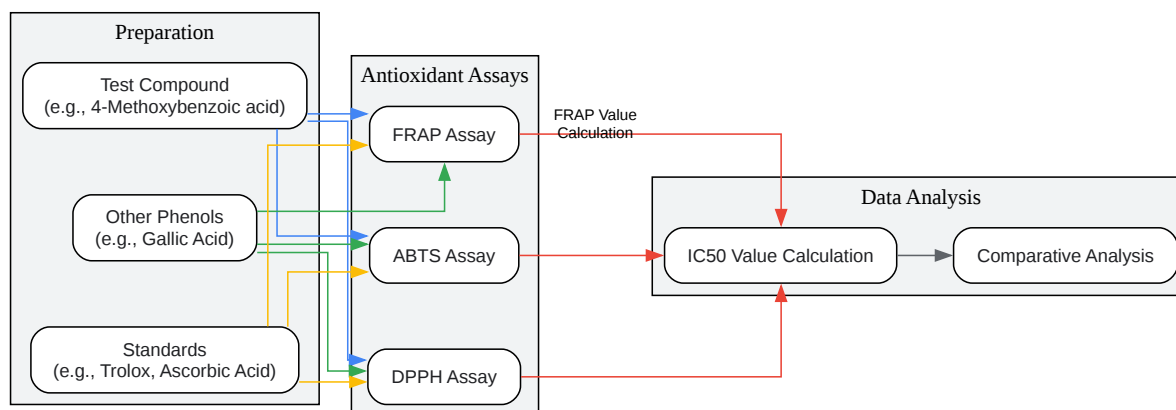 Preparation
Test Compound
(e.g., 4-Methoxybenzoic acid)
Other Phenols
(e.g., Gallic Acid)
Standards
(e.g., Trolox, Ascorbic Acid)
Antioxidant Assays
FRAP Assay
ABTS Assay
DPPH Assay
FRAP Value
Calculation
Data Analysis
IC50 Value Calculation
Comparative Analysis